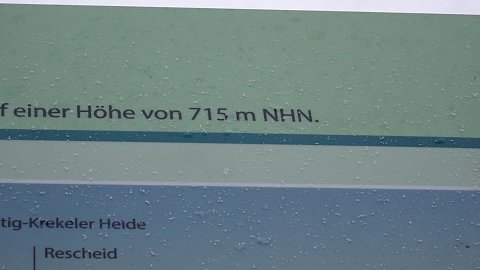 f einer Höhe von 715 m NHN.
tig-Krekeler Heide
Rescheid